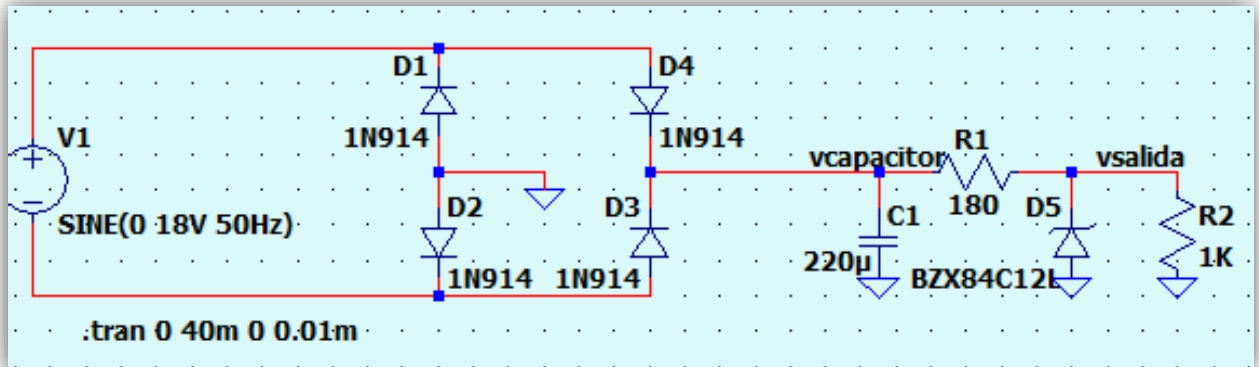 D1
D4
V1
1N914
1N914
vcapacitor
R1
vsalida
SINE(0 18V 50Hz)
D2
D3
C1
180
D5
R2
220µ
1K
1N914
1N914
BZX84C12L
.tran 0 40m 0 0.01m